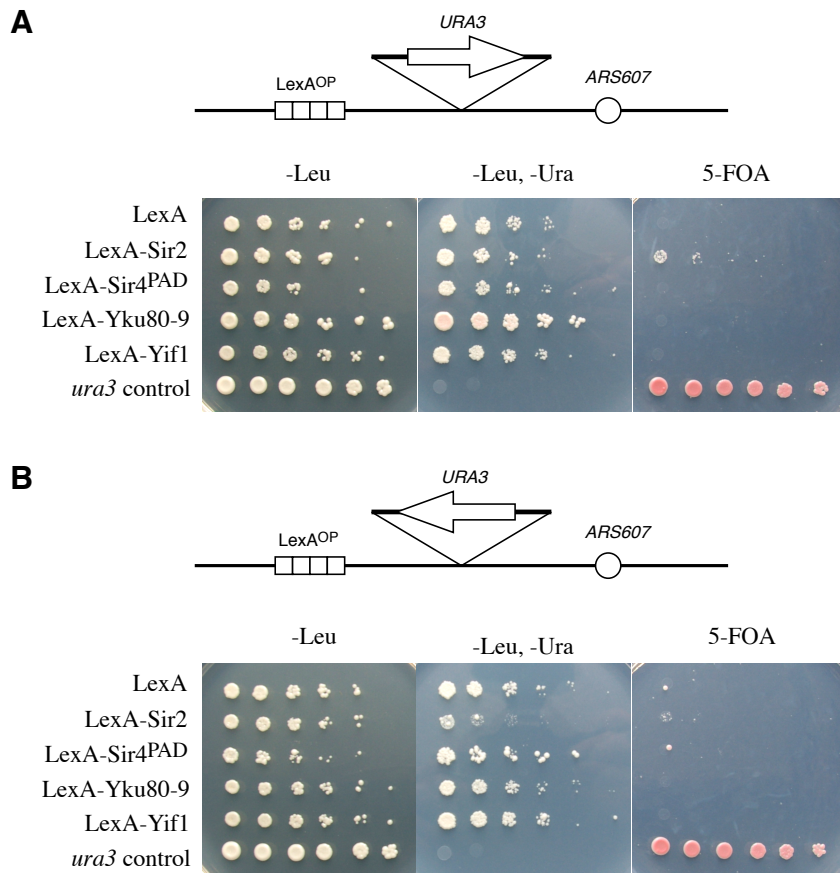 A
URA3
LexAOP
ARS607
-Leu -Leu, -Ura 5-FOA
LexA
LexA-Sir2
LexA-Sir4PAD
LexA-Yku80-9
LexA-Yif1
ura3 control
B
URA3
LexAOP
ARS607
-Leu -Leu, -Ura 5-FOA
LexA
LexA-Sir2
LexA-Sir4PAD
LexA-Yku80-9
LexA-Yif1
ura3 control